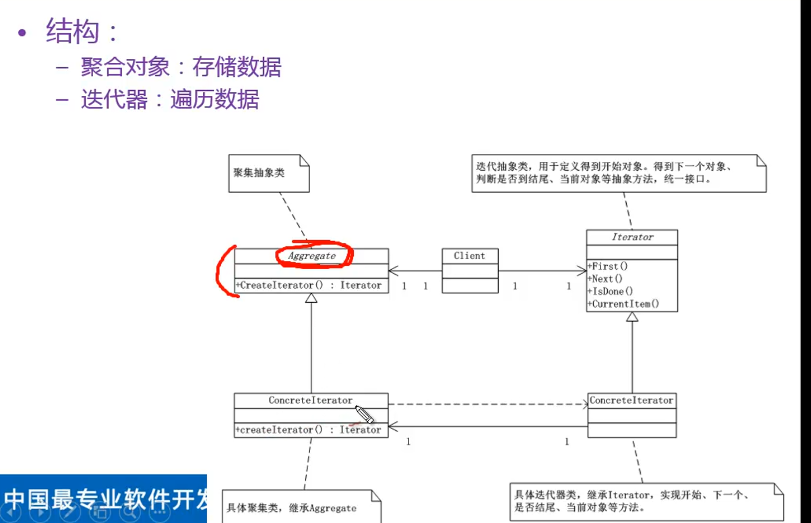 • 结构：
– 聚合对象：存储数据
– 迭代器：遍历数据
聚集抽象类
迭代抽象类，用于定义得到开始对象。得到下一个对象、
判断是否到结尾、当前对象等抽象方法，统一接口。
Aggregate
+CreateIterator() : Iterator
Client
Iterator
+First()
+Next()
+IsDone()
+CurrentItem()
1
1
1
1
ConcreteIterator
+createIterator() : Iterator
ConcreteIterator
1
1
具体聚集类，继承Aggregate
具体迭代器类，继承Iterator，实现开始、下一个、
是否结尾、当前对象等方法。
中国最专业软件开发